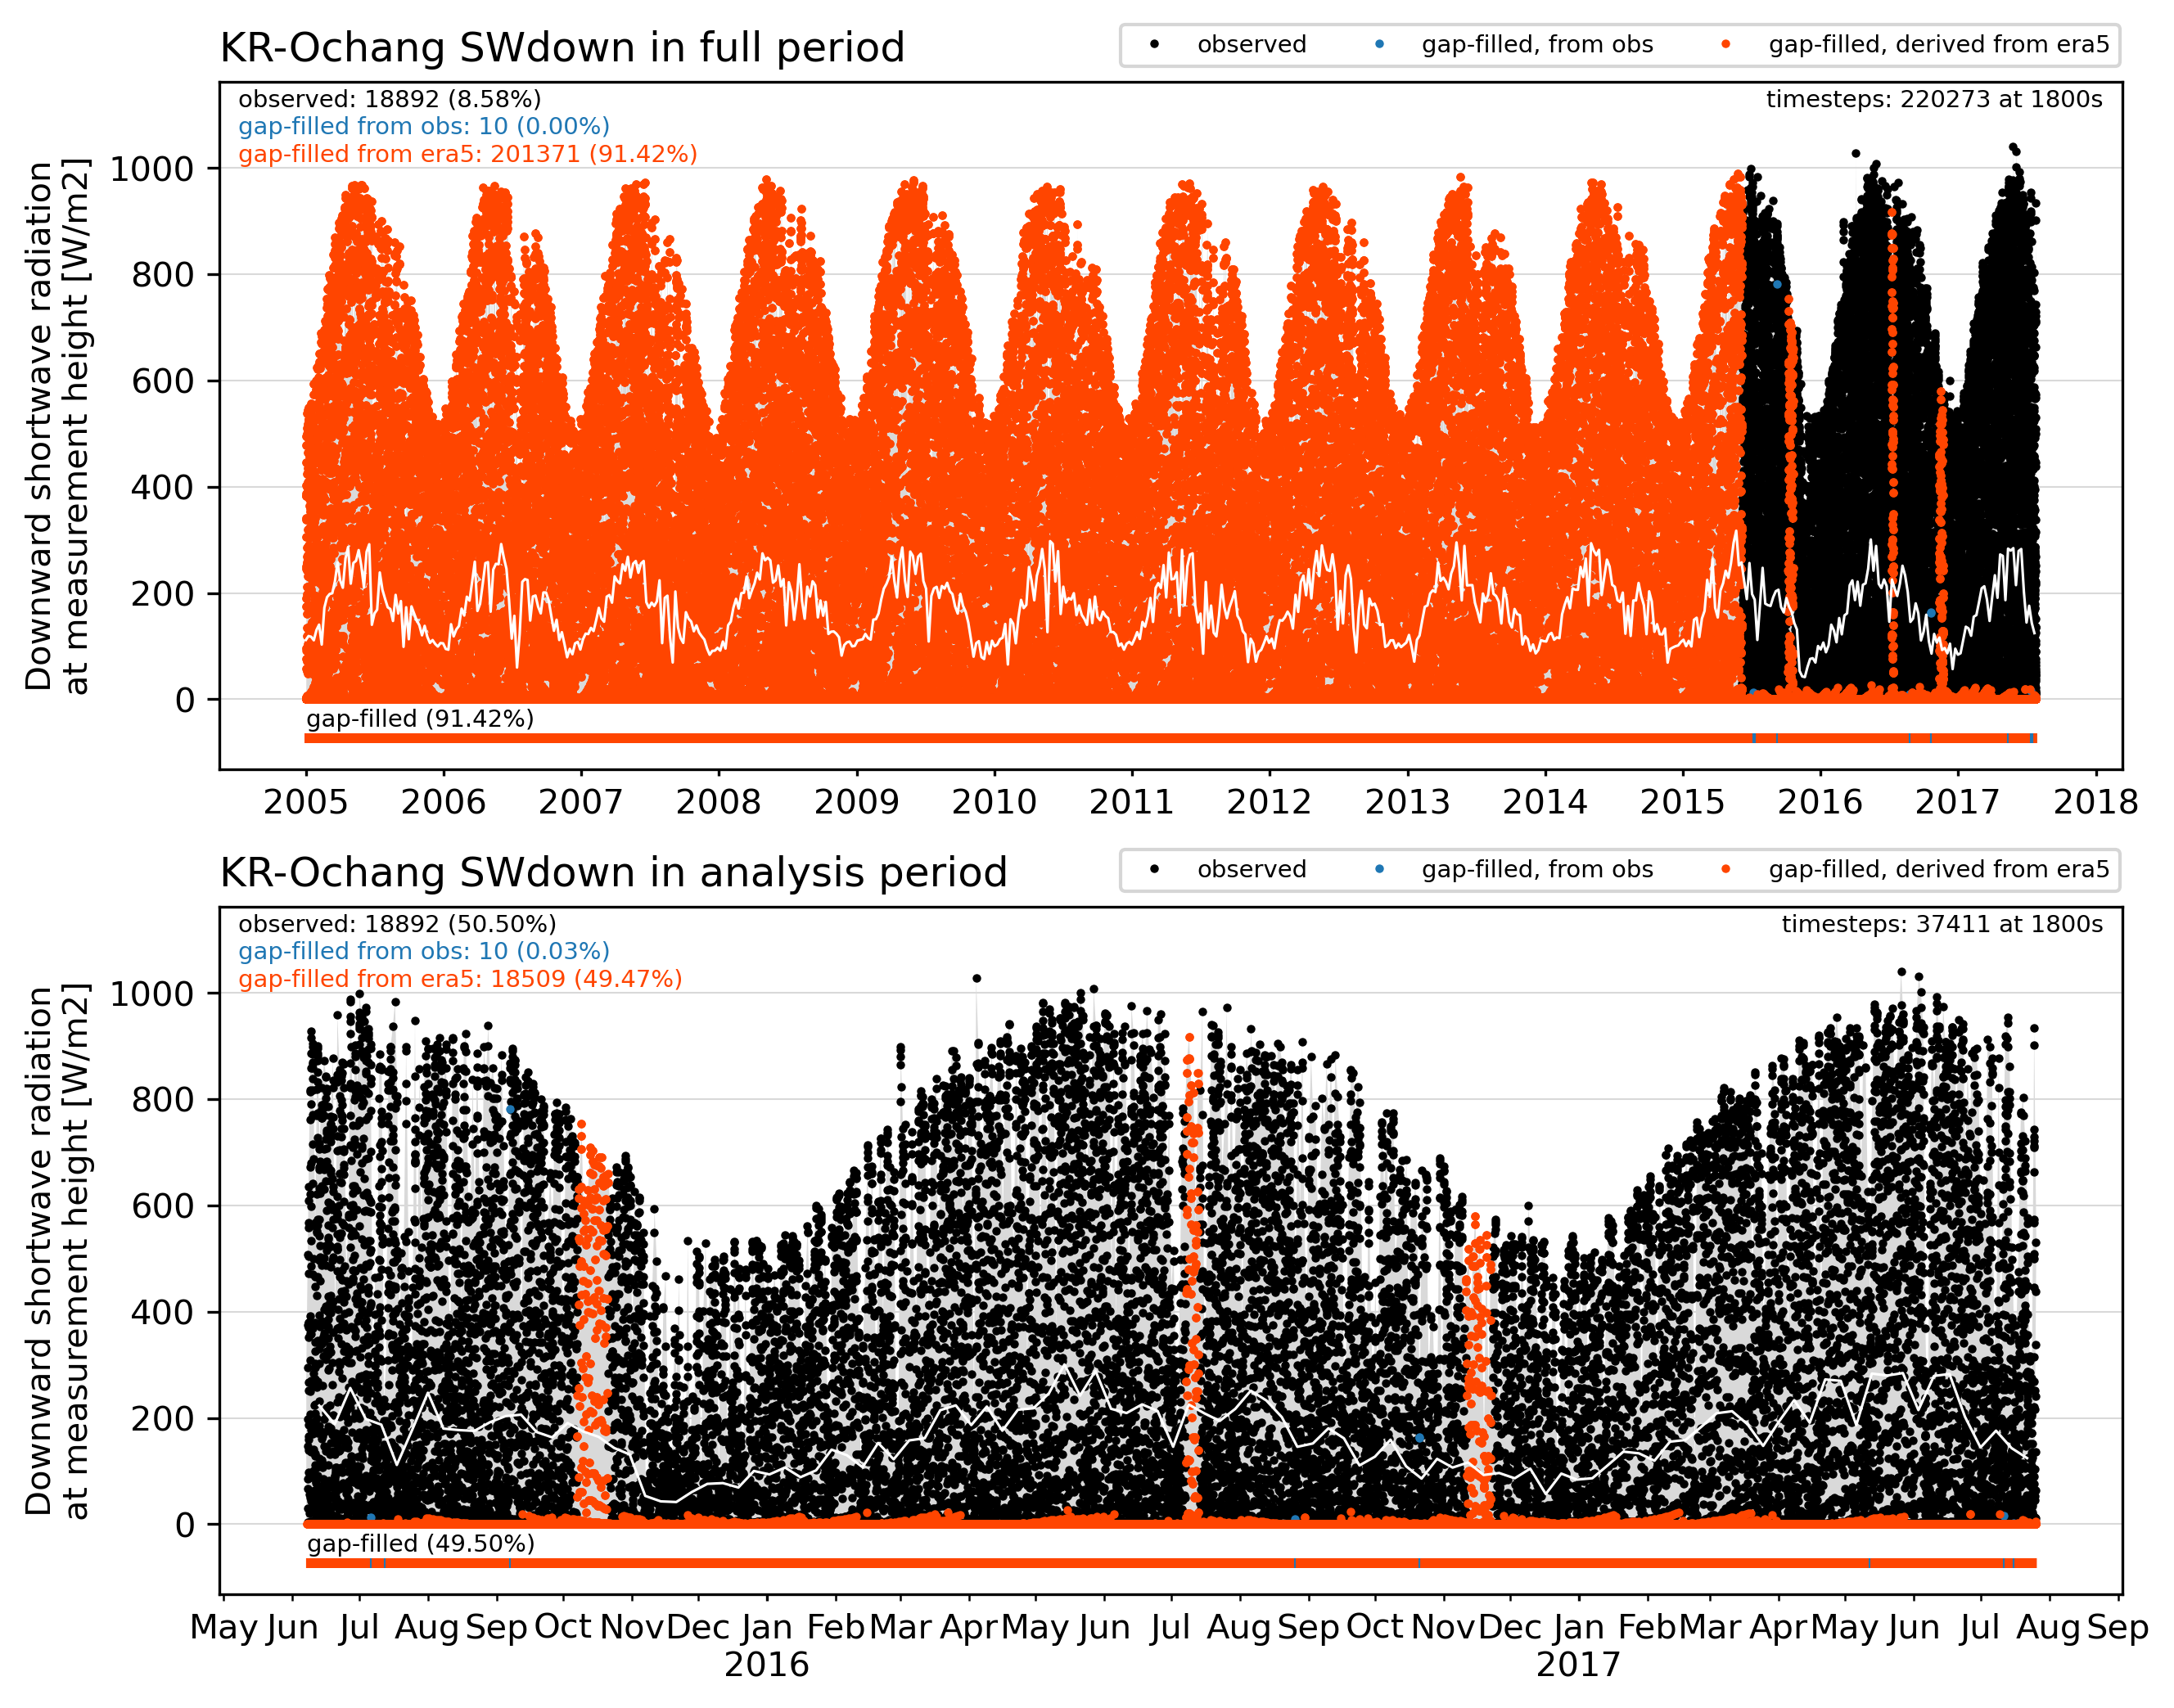 KR-Ochang SWdown in full period
observed gap-filled, from obs gap-filled, derived from era5
observed: 18892 (8.58%)
timesteps: 220273 at 1800s
gap-filled from obs: 10 (0.00%)
gap-filled from era5: 201371 (91.42%)
Downward shortwave radiation
at measurement height [W/m2]
1000
800
600
400
200
0
gap-filled (91.42%)
2005 2006 2007 2008 2009 2010 2011 2012 2013 2014 2015 2016 2017 2018
KR-Ochang SWdown in analysis period
observed gap-filled, from obs gap-filled, derived from era5
observed: 18892 (50.50%)
timesteps: 37411 at 1800s
gap-filled from obs: 10 (0.03%)
gap-filled from era5: 18509 (49.47%)
Downward shortwave radiation
at measurement height [W/m2]
1000
800
600
400
200
0
gap-filled (49.50%)
May Jun Jul Aug Sep Oct Nov Dec Jan Feb Mar Apr May Jun Jul Aug Sep Oct Nov Dec Jan Feb Mar Apr May Jun Jul Aug Sep
2016 2017